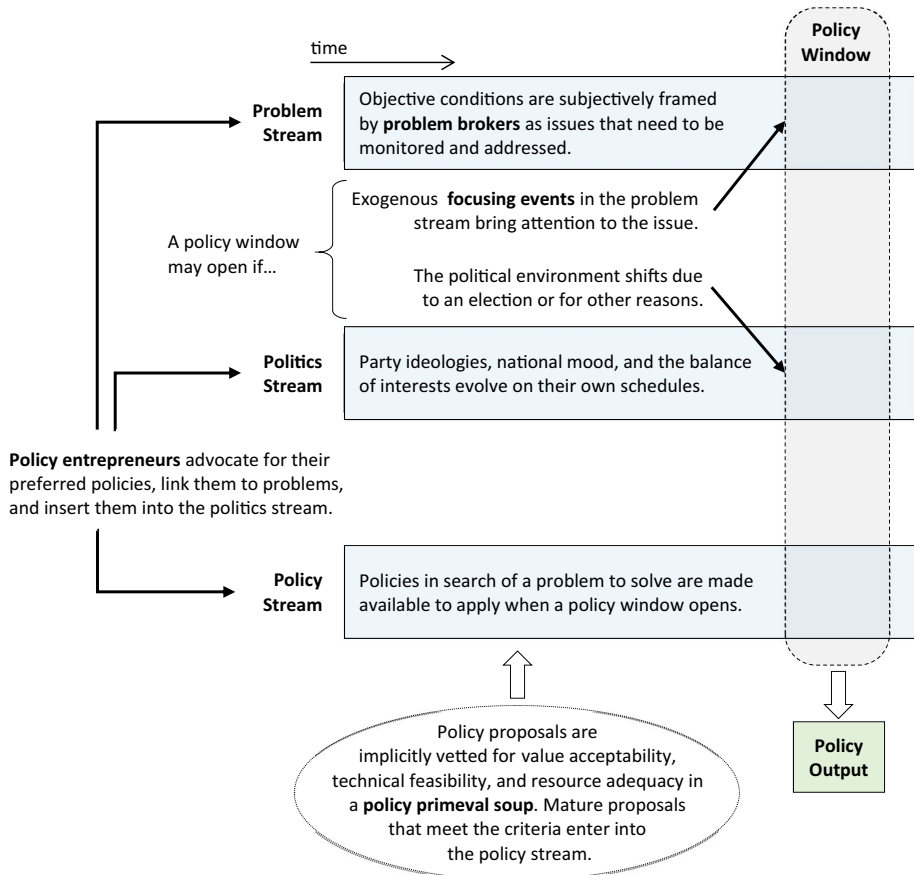 time
Policy
Window
Problem
Stream
Objective conditions are subjectively framed
by problem brokers as issues that need to be
monitored and addressed.
Exogenous focusing events in the problem
stream bring attention to the issue.
A policy window
may open if...
The political environment shifts due
to an election or for other reasons.
Politics
Stream
Party ideologies, national mood, and the balance
of interests evolve on their own schedules.
Policy entrepreneurs advocate for their
preferred policies, link them to problems,
and insert them into the politics stream.
Policy
Stream
Policies in search of a problem to solve are made
available to apply when a policy window opens.
Policy proposals are
implicitly vetted for value acceptability,
technical feasibility, and resource adequacy in
a policy primeval soup. Mature proposals
that meet the criteria enter into
the policy stream.
Policy
Output